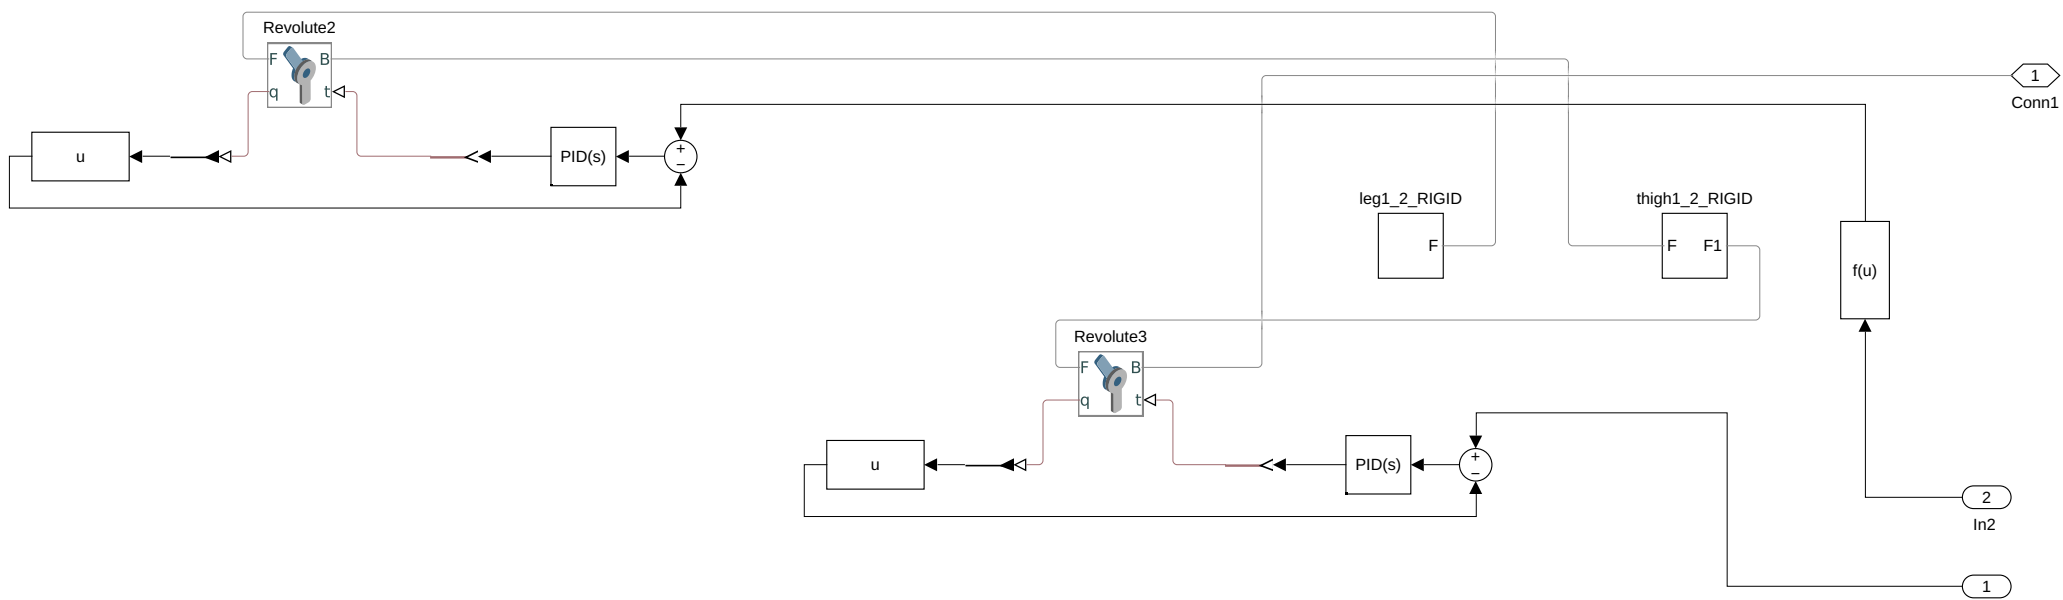 Revolute2
F B
q t
1
Conn1
u
PID(s)
+
−
leg1_2_RIGID
F
thigh1_2_RIGID
F F1
f(u)
Revolute3
F B
q t
u
PID(s)
+
−
2
In2
1